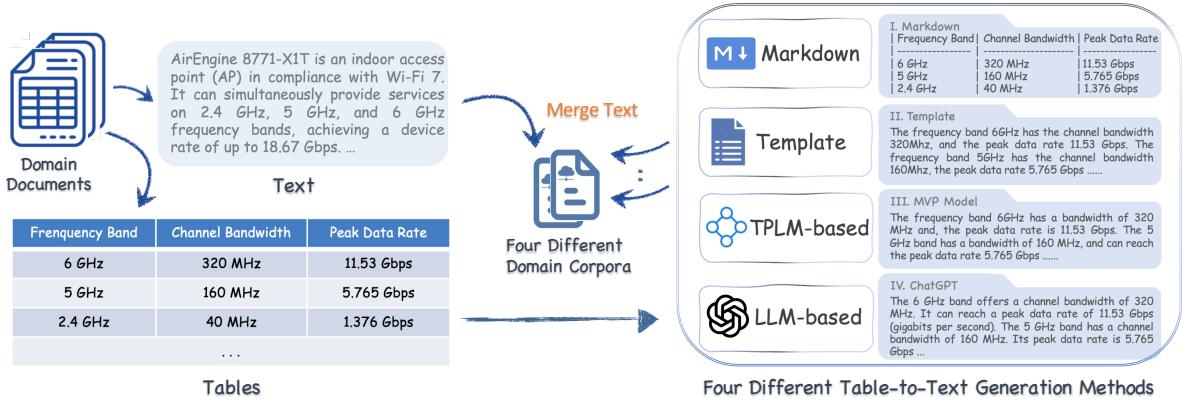 AirEngine 8771-X1T is an indoor access
point (AP) in compliance with Wi-Fi 7.
It can simultaneously provide services
on 2.4 GHz, 5 GHz, and 6 GHz
frequency bands, achieving a device
rate of up to 18.67 Gbps. ...
Domain
Documents
Text
Frenquency Band Channel Bandwidth Peak Data Rate
6 GHz 320 MHz 11.53 Gbps
5 GHz 160 MHz 5.765 Gbps
2.4 GHz 40 MHz 1.376 Gbps
...
Tables
Merge Text
Four Different
Domain Corpora
M Markdown
I. Markdown
| Frequency Band | Channel Bandwidth | Peak Data Rate
| ---------------- | ---------------------- | ------------------
| 6 GHz | 320 MHz | 11.53 Gbps
| 5 GHz | 160 MHz | 5.765 Gbps
| 2.4 GHz | 40 MHz | 1.376 Gbps
Template
II. Template
The frequency band 6GHz has the channel bandwidth
320Mhz, and the peak data rate 11.53 Gbps. The
frequency band 5GHz has the channel bandwidth
160Mhz, the peak data rate 5.765 Gbps ......
TPLM-based
III. MVP Model
The frequency band 6GHz has a bandwidth of 320
MHz and, the peak data rate is 11.53 Gbps. The 5
GHz band has a bandwidth of 160 MHz, and can reach
the peak data rate 5.765 Gbps ......
LLM-based
IV. ChatGPT
The 6 GHz band offers a channel bandwidth of 320
MHz. It can reach a peak data rate of 11.53 Gbps
(gigabits per second). The 5 GHz band has a channel
bandwidth of 160 MHz. Its peak data rate is 5.765
Gbps ...
Four Different Table-to-Text Generation Methods